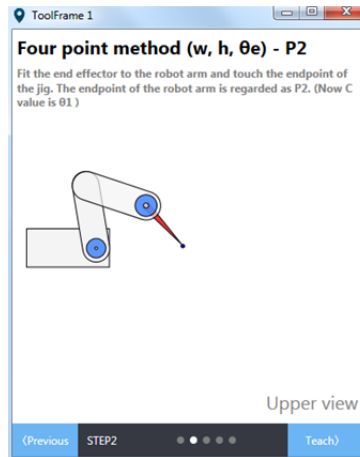 ToolFrame 1
Four point method (w, h, θe) - P2
Fit the end effector to the robot arm and touch the endpoint of
the jig. The endpoint of the robot arm is regarded as P2. (Now C
value is θ1 )
Upper view
〈Previous STEP2 Teach〉